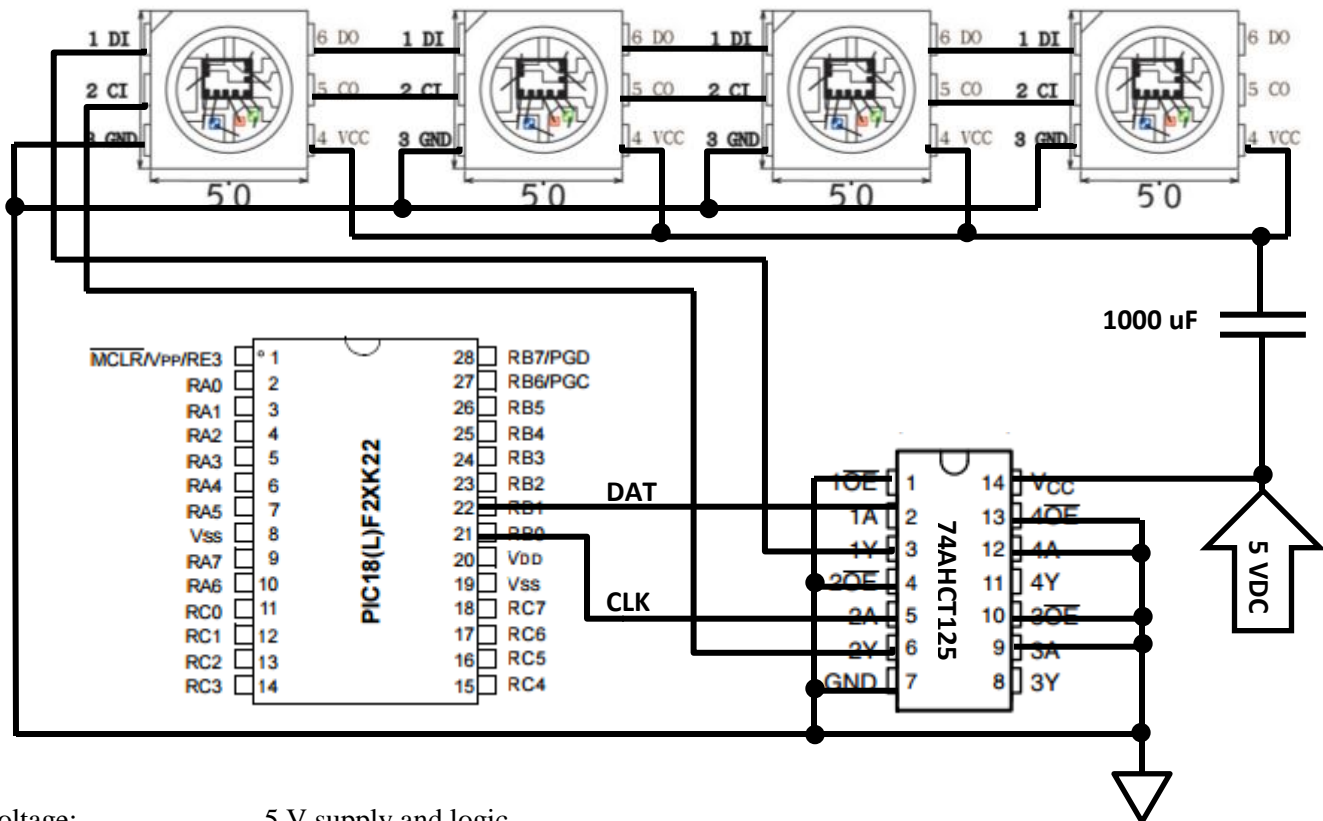 1 DI 6 DO 1 DI 6 DO 1 DI 6 DO 1 DI 6 DO
2 CI 5 CO 2 CI 5 CO 2 CI 5 CO 2 CI 5 CO
3 GND 4 VCC 3 GND 4 VCC 3 GND 4 VCC 3 GND 4 VCC
5.0 5.0 5.0 5.0
1000 uF
MCLR/VPP/RE3 1 28 RB7/PGD
RA0 2 27 RB6/PGC
RA1 3 26 RB5
RA2 4 25 RB4
RA3 5 24 RB3
RA4 6 23 RB2
RA5 7 22 RB1
Vss 8 21 RB0
RA7 9 20 VDD
RA6 10 19 Vss
RC0 11 18 RC7
RC1 12 17 RC6
RC2 13 16 RC5
RC3 14 15 RC4
PIC18(L)F2XK22
DAT
CLK
1OE 1 14 VCC
1A 2 13 4OE
1Y 3 12 4A
2OE 4 11 4Y
2A 5 10 3OE
2Y 6 9 3A
GND 7 8 3Y
74AHCT125
5 VDC
5 V supply and logic